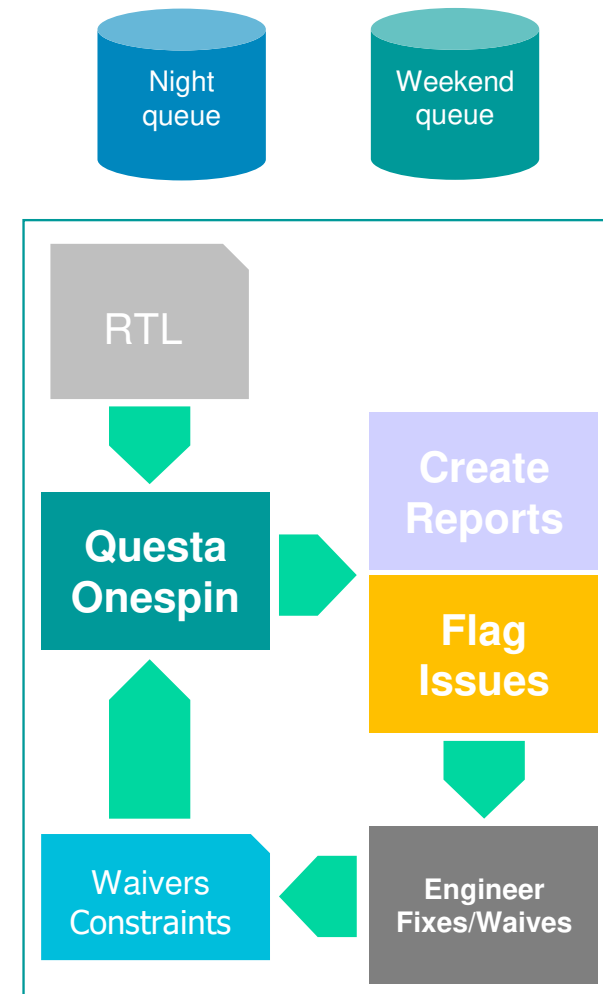 Night
queue
Weekend
queue
RTL
Create
Reports
Questa
Onespin
Flag
Issues
Waivers
Constraints
Engineer
Fixes/Waives